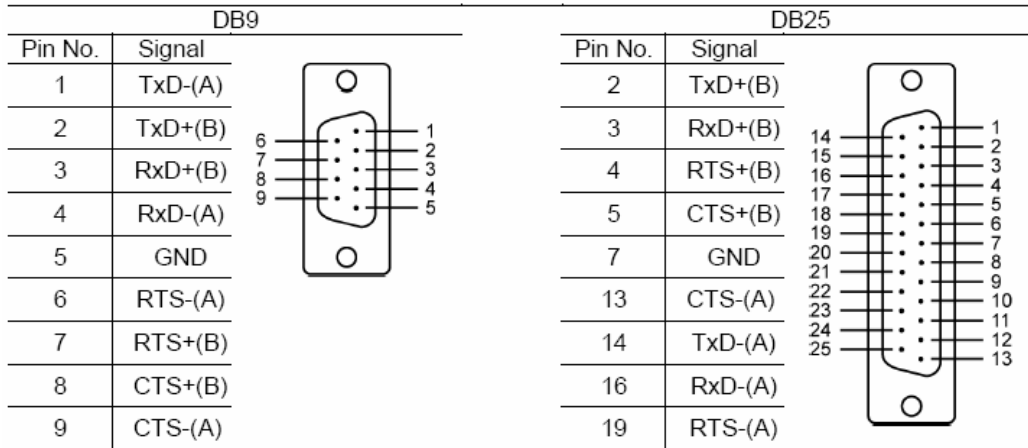 DB9
Pin No. Signal
1 TxD-(A)
2 TxD+(B)
3 RxD+(B)
4 RxD-(A)
5 GND
6 RTS-(A)
7 RTS+(B)
8 CTS+(B)
9 CTS-(A)
6
7
8
9
1
2
3
4
5
DB25
Pin No. Signal
2 TxD+(B)
3 RxD+(B)
4 RTS+(B)
5 CTS+(B)
7 GND
13 CTS-(A)
14 TxD-(A)
16 RxD-(A)
19 RTS-(A)
14
15
16
17
18
19
20
21
22
23
24
25
1
2
3
4
5
6
7
8
9
10
11
12
13